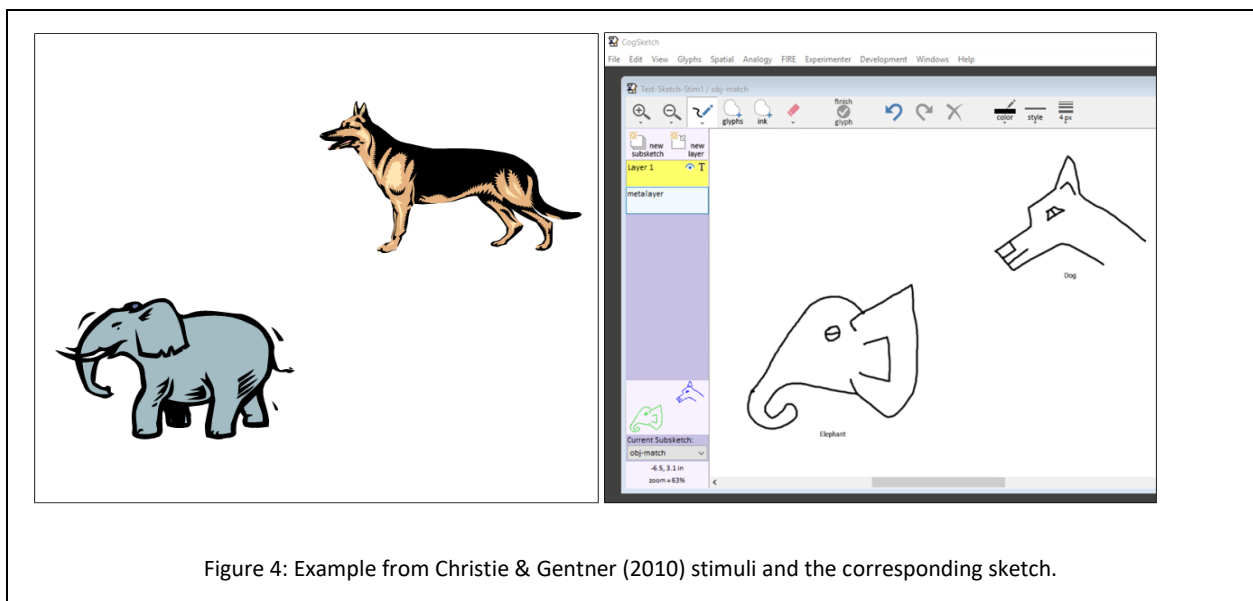 CogSketch
File Edit View Glyphs Spatial Analogy FIRE Experimenter Development Windows Help
Test-Sketch-Stim1 / obj-match
glyphs
ink
finish
glyph
color
style
4 px
new
subsketch
new
layer
Layer 1 T
metalayer
Dog
Elephant
Current Subsketch:
obj-match
-6.5, 3.1 in
zoom = 63%
Figure 4: Example from Christie & Gentner (2010) stimuli and the corresponding sketch.